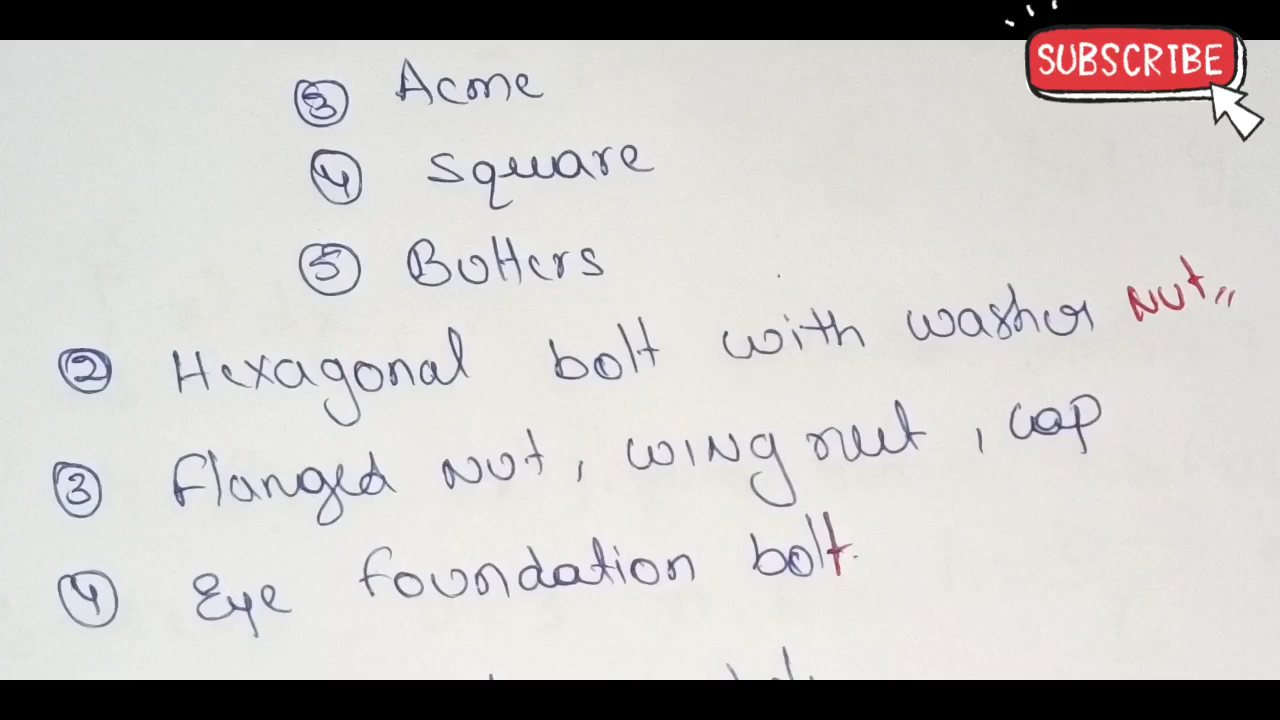 SUBSCRIBE
③ Acme
④ Square
⑤ Butters
② Hexagonal bolt with washer Nut,,
③ Flanged Nut, wing nut, cap
④ Eye foundation bolt.